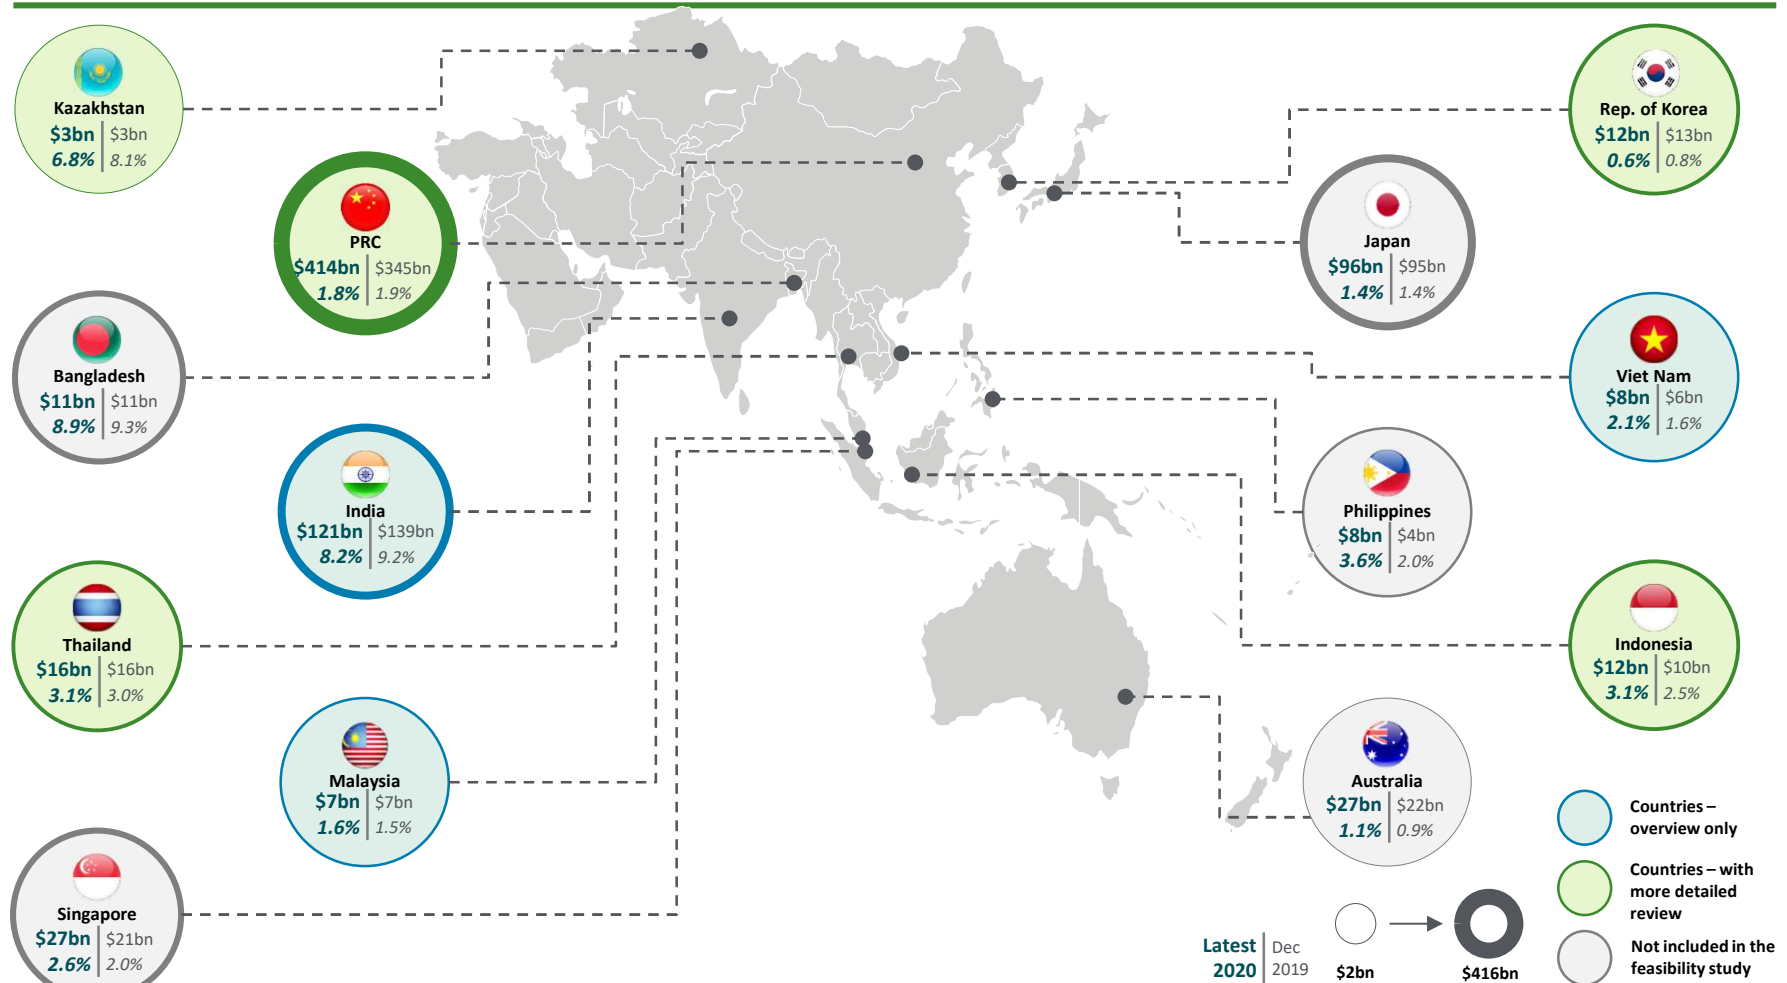 Kazakhstan
$3bn $3bn
6.8% 8.1%
PRC
$414bn $345bn
1.8% 1.9%
Bangladesh
$11bn $11bn
8.9% 9.3%
India
$121bn $139bn
8.2% 9.2%
Thailand
$16bn $16bn
3.1% 3.0%
Malaysia
$7bn $7bn
1.6% 1.5%
Singapore
$27bn $21bn
2.6% 2.0%
Rep. of Korea
$12bn $13bn
0.6% 0.8%
Japan
$96bn $95bn
1.4% 1.4%
Viet Nam
$8bn $6bn
2.1% 1.6%
Philippines
$8bn $4bn
3.6% 2.0%
Indonesia
$12bn $10bn
3.1% 2.5%
Australia
$27bn $22bn
1.1% 0.9%
Latest Dec
2020 2019
$2bn $416bn
Countries –
overview only
Countries – with
more detailed
review
Not included in the
feasibility study